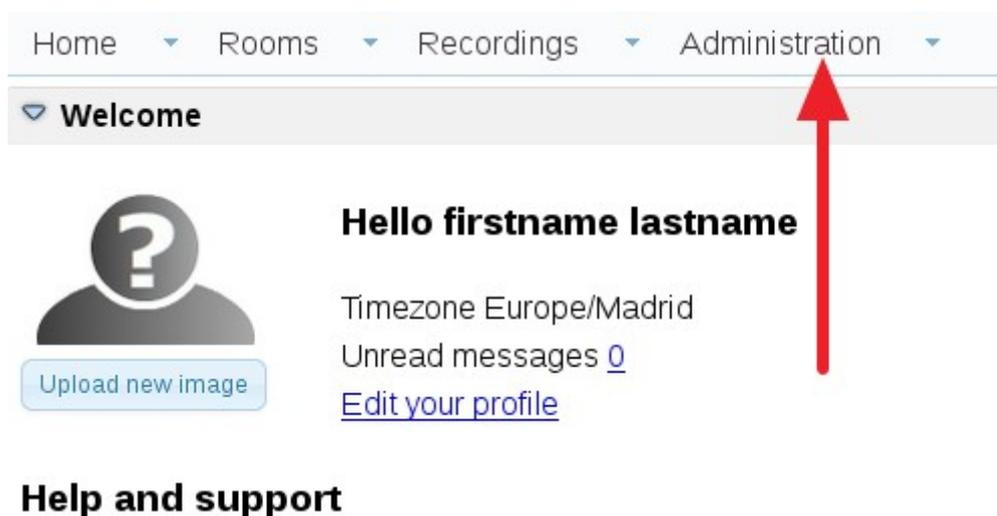 Home Rooms Recordings Administration
Welcome
?
Hello firstname lastname
Timezone Europe/Madrid
Unread messages 0
Upload new image
Edit your profile
Help and support